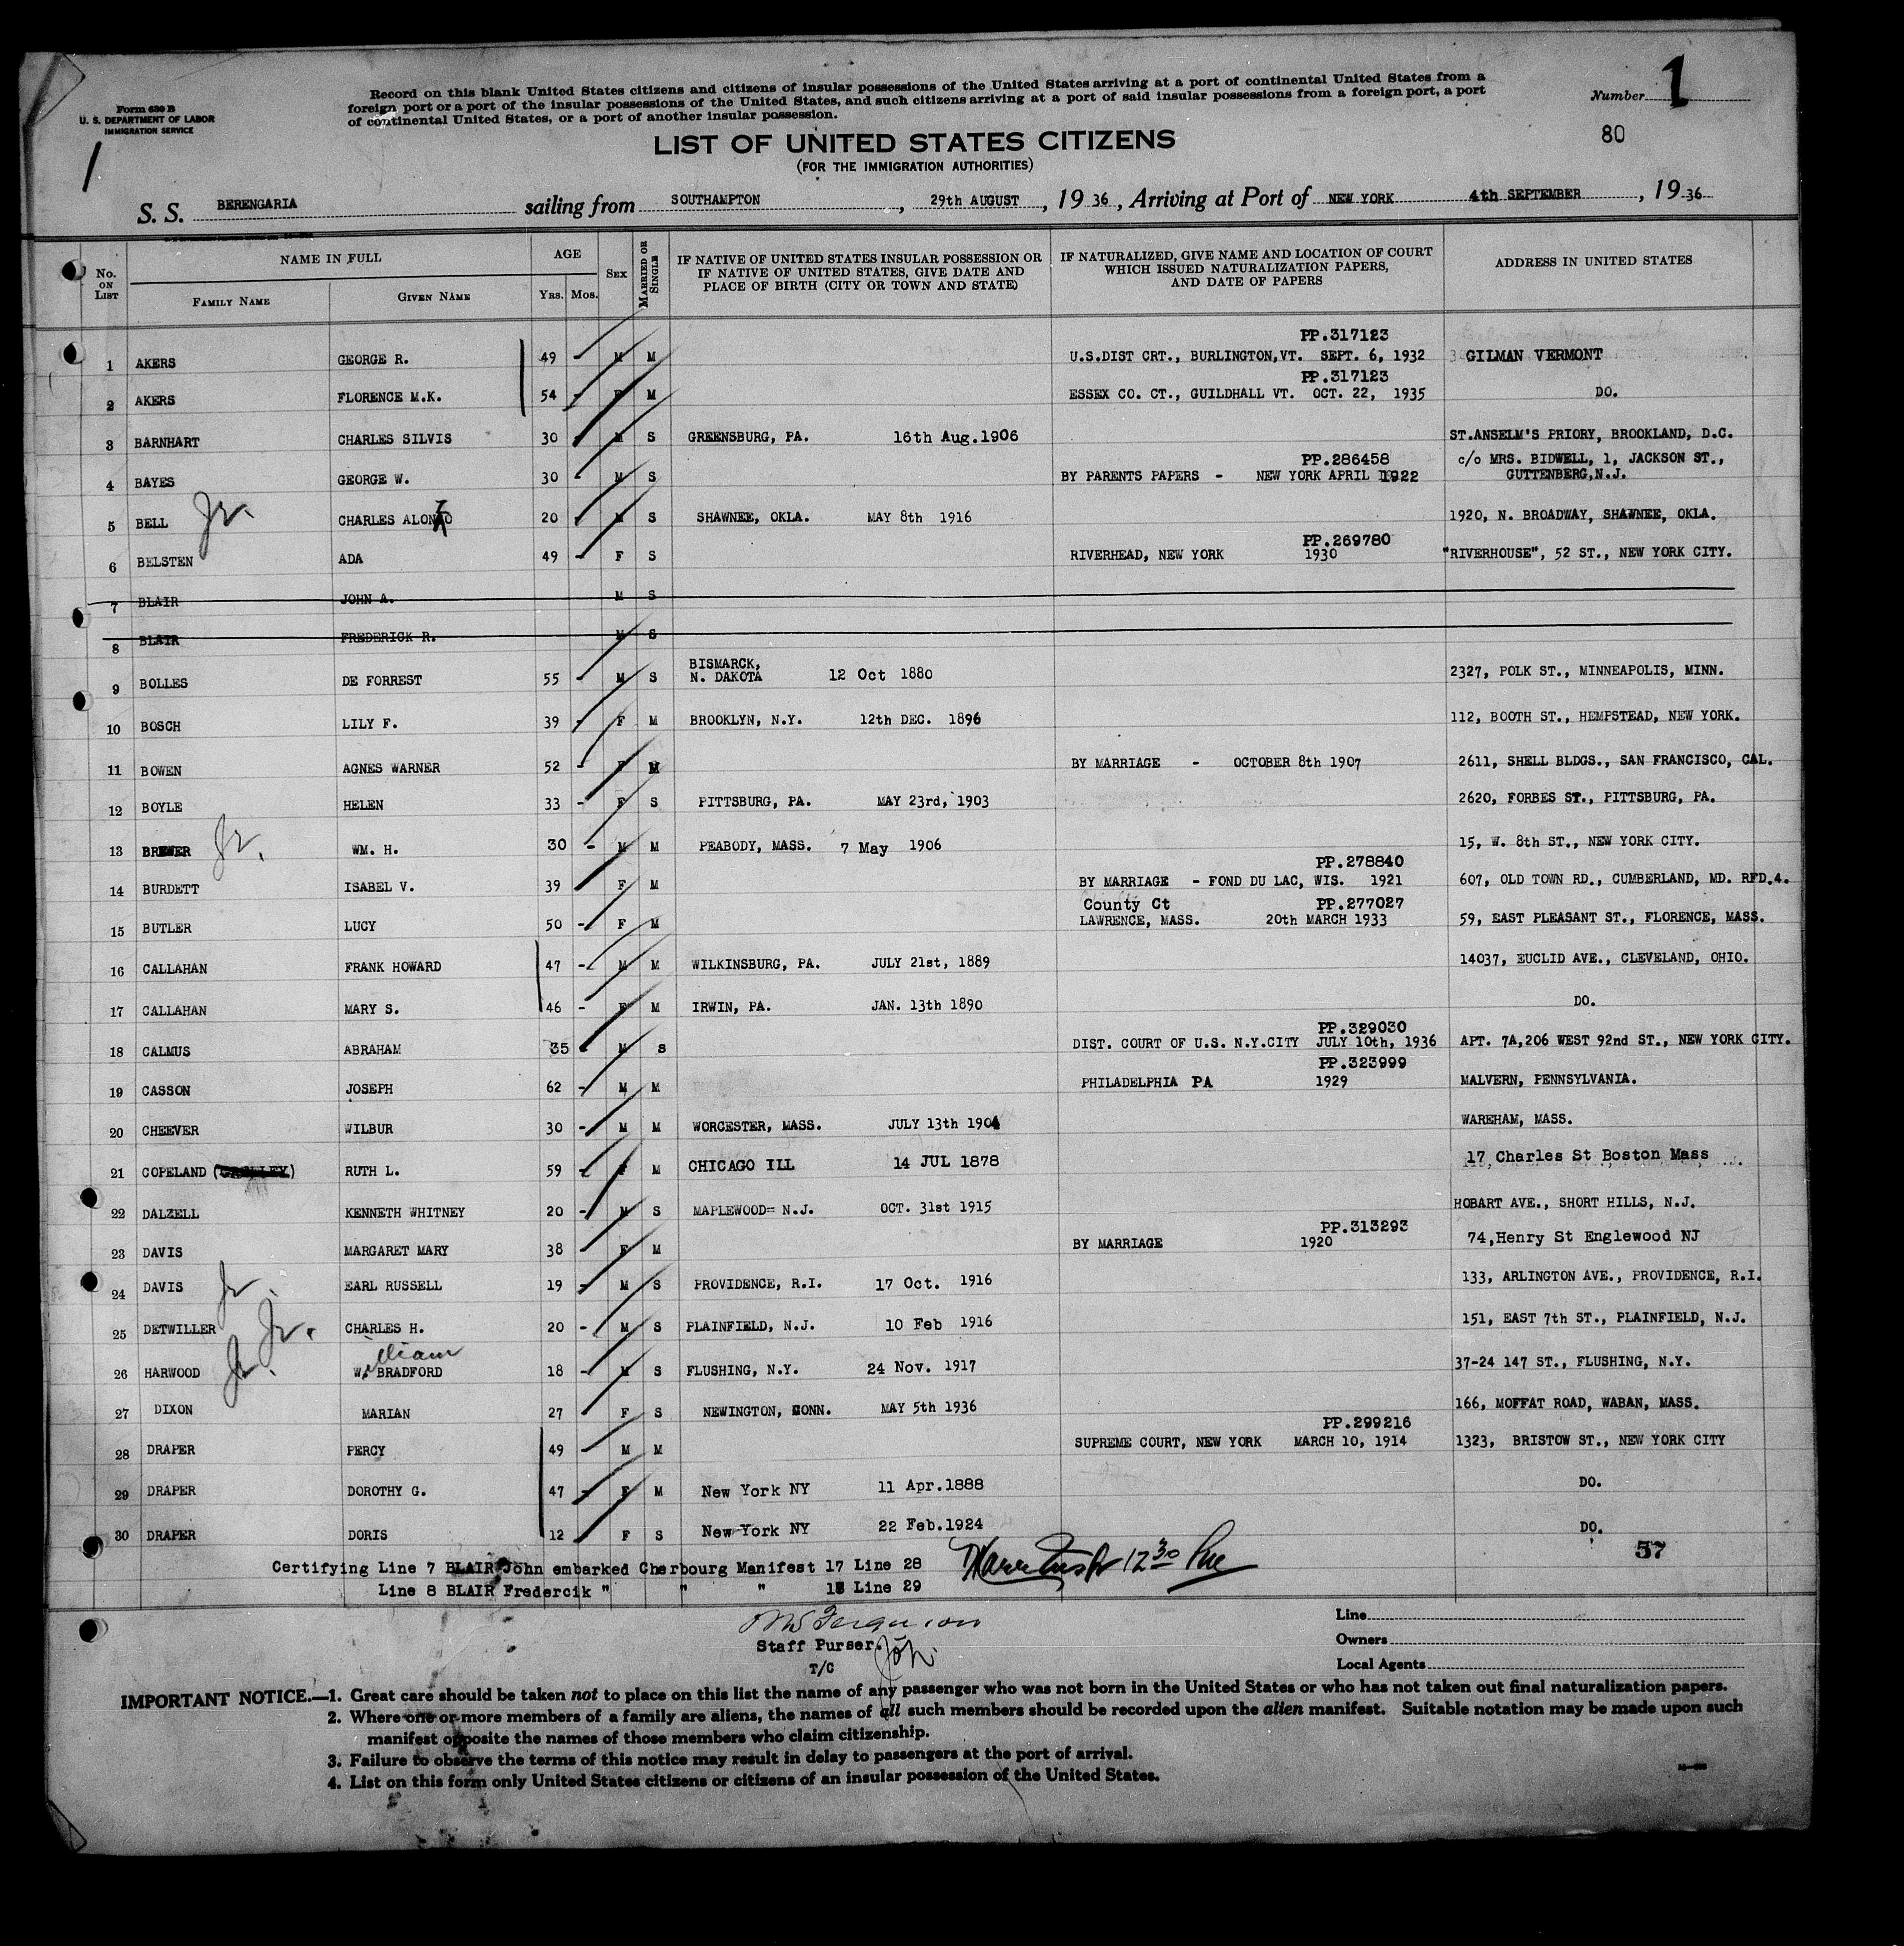 Form 630 B
U. S. DEPARTMENT OF LABOR
IMMIGRATION SERVICE
Record on this blank United States citizens and citizens of insular possessions of the United States arriving at a port of continental United States from a
foreign port or a port of the insular possessions of the United States, and such citizens arriving at a port of said insular possessions from a foreign port, a port
of continental United States, or a port of another insular possession.
Number 1
80
1
LIST OF UNITED STATES CITIZENS
(FOR THE IMMIGRATION AUTHORITIES)
S. S. BERENGARIA sailing from SOUTHAMPTON, 29th AUGUST, 19 36, Arriving at Port of NEW YORK 4th SEPTEMBER, 19 36
No. ON LIST NAME IN FULL FAMILY NAME GIVEN NAME AGE YRS. MOS. SEX MARRIED OR SINGLE IF NATIVE OF UNITED STATES INSULAR POSSESSION OR IF NATIVE OF UNITED STATES, GIVE DATE AND PLACE OF BIRTH (CITY OR TOWN AND STATE) IF NATURALIZED, GIVE NAME AND LOCATION OF COURT WHICH ISSUED NATURALIZATION PAPERS, AND DATE OF PAPERS ADDRESS IN UNITED STATES
PP.317123
1 AKERS GEORGE R. 49 M M U.S.DIST CRT., BURLINGTON,VT. SEPT. 6, 1932 GILMAN VERMONT
PP.317123
2 AKERS FLORENCE M.K. 54 - F M ESSEX CO. CT., GUILDHALL VT. OCT. 22, 1935 DO.
3 BARNHART CHARLES SILVIS 30 M S GREENSBURG, PA. 16th Aug.1906 ST.ANSELM'S PRIORY, BROOKLAND, D.C.
PP.286458 c/o MRS. BIDWELL, 1, JACKSON ST.,
4 BAYES GEORGE W. 30 M S BY PARENTS PAPERS - NEW YORK APRIL 1922 GUTTENBERG,N.J.
5 BELL Jr. CHARLES ALONZO 20 M S SHAWNEE, OKLA. MAY 8th 1916 1920, N. BROADWAY, SHAWNEE, OKLA.
PP.269780
6 BELSTEN ADA 49 F S RIVERHEAD, NEW YORK 1930 "RIVERHOUSE", 52 ST., NEW YORK CITY.
7 BLAIR JOHN A. M S
8 BLAIR FREDERICK R. M S
BISMARCK,
9 BOLLES DE FORREST 55 M S N. DAKOTA 12 Oct 1880 2327, POLK ST., MINNEAPOLIS, MINN.
10 BOSCH LILY F. 39 - F M BROOKLYN, N.Y. 12th DEC. 1896 112, BOOTH ST., HEMPSTEAD, NEW YORK.
11 BOWEN AGNES WARNER 52 - F M BY MARRIAGE - OCTOBER 8th 1907 2611, SHELL BLDGS., SAN FRANCISCO, CAL.
12 BOYLE HELEN 33 - F S PITTSBURG, PA. MAY 23rd, 1903 2620, FORBES ST., PITTSBURG, PA.
13 BREWER Jr. WM. H. 30 - M M PEABODY, MASS. 7 May 1906 15, W. 8th ST., NEW YORK CITY.
PP.278840
14 BURDETT ISABEL V. 39 F M BY MARRIAGE - FOND DU LAC, WIS. 1921 607, OLD TOWN RD., CUMBERLAND, MD. RFD.4.
County Ct PP.277027
15 BUTLER LUCY 50 - F M LAWRENCE, MASS. 20th MARCH 1933 59, EAST PLEASANT ST., FLORENCE, MASS.
16 CALLAHAN FRANK HOWARD 47 - M M WILKINSBURG, PA. JULY 21st, 1889 14037, EUCLID AVE., CLEVELAND, OHIO.
17 CALLAHAN MARY S. 46 - F M IRWIN, PA. JAN. 13th 1890 DO.
PP.329030
18 CALMUS ABRAHAM 35 M S DIST. COURT OF U.S. N.Y.CITY JULY 10th, 1936 APT. 7A,206 WEST 92nd ST., NEW YORK CITY.
PP.323999
19 CASSON JOSEPH 62 - M M PHILADELPHIA PA 1929 MALVERN, PENNSYLVANIA.
20 CHEEVER WILBUR 30 - M M WORCESTER, MASS. JULY 13th 190 WAREHAM, MASS.
21 COPELAND RUTH L. 59 F M CHICAGO ILL 14 JUL 1878 17, Charles St Boston Mass
22 DALZELL KENNETH WHITNEY 20 - M S MAPLEWOOD= N.J. OCT. 31st 1915 HOBART AVE., SHORT HILLS, N.J.
PP.313293
23 DAVIS MARGARET MARY 38 F M BY MARRIAGE 1920 74,Henry St Englewood NJ
24 DAVIS Jr. EARL RUSSELL 19 - M S PROVIDENCE, R.I. 17 Oct. 1916 133, ARLINGTON AVE., PROVIDENCE, R.I.
25 DETWILLER Jr. CHARLES H. 20 - M S PLAINFIELD, N.J. 10 Feb 1916 151, EAST 7th ST., PLAINFIELD, N.J.
26 HARWOOD Jr. William BRADFORD 18 - M S FLUSHING, N.Y. 24 Nov. 1917 37-24 147 ST., FLUSHING, N.Y.
27 DIXON MARIAN 27 F S NEWINGTON, CONN. MAY 5th 1936 166, MOFFAT ROAD, WABAN, MASS.
PP.299216
28 DRAPER PERCY 49 M M SUPREME COURT, NEW YORK MARCH 10, 1914 1323, BRISTOW ST., NEW YORK CITY
29 DRAPER DOROTHY G. 47 - F M New York NY 11 Apr.1888 DO.
30 DRAPER DORIS 12 F S New York NY 22 Feb.1924 DO.
57
Certifying Line 7 BLAIR John embarked Cherbourg Manifest 17 Line 28
Line 8 BLAIR Fredercik " " " 18 Line 29
Ferguson
Staff Purser.
T/C
Line
Owners
Local Agents
IMPORTANT NOTICE.—1. Great care should be taken not to place on this list the name of any passenger who was not born in the United States or who has not taken out final naturalization papers.
2. Where one or more members of a family are aliens, the names of all such members should be recorded upon the alien manifest. Suitable notation may be made upon such
manifest opposite the names of those members who claim citizenship.
3. Failure to observe the terms of this notice may result in delay to passengers at the port of arrival.
4. List on this form only United States citizens or citizens of an insular possession of the United States.